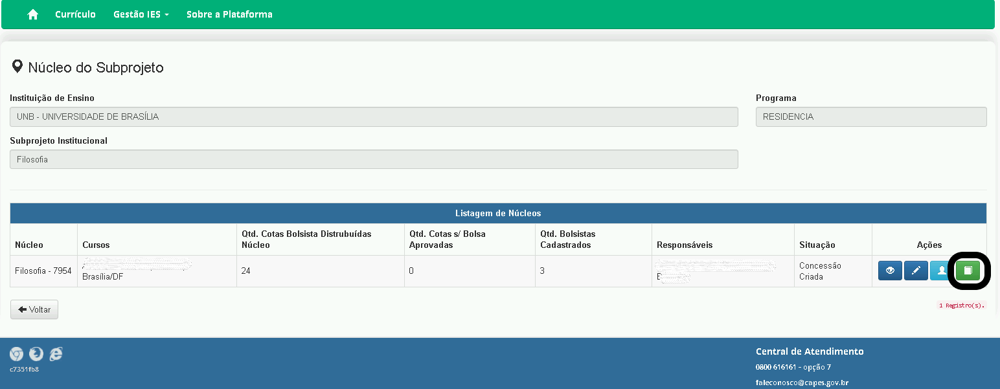 Currículo Gestão IES Sobre a Plataforma
Núcleo do Subprojeto
Instituição de Ensino Programa
UNB - UNIVERSIDADE DE BRASÍLIA RESIDENCIA
Subprojeto Institucional
Filosofia
Listagem de Núcleos
Núcleo Cursos Qtd. Cotas Bolsista Distrubuídas Núcleo Qtd. Cotas s/ Bolsa Aprovadas Qtd. Bolsistas Cadastrados Responsáveis Situação Ações
Filosofia - 7954 Brasília/DF 24 0 3 Concessão Criada
Voltar 1 Registro(s).
c7351fb8
Central de Atendimento
0800 616161 - opção 7
faleconosco@capes.gov.br